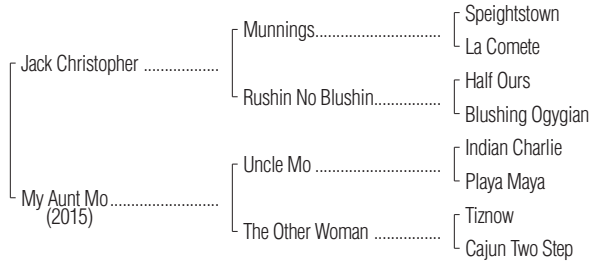 Speightstown
Munnings
La Comete
Jack Christopher
Half Ours
Rushin No Blushin
Blushing Ogygian
Indian Charlie
Uncle Mo
Playa Maya
My Aunt Mo
(2015)
Tiznow
The Other Woman
Cajun Two Step